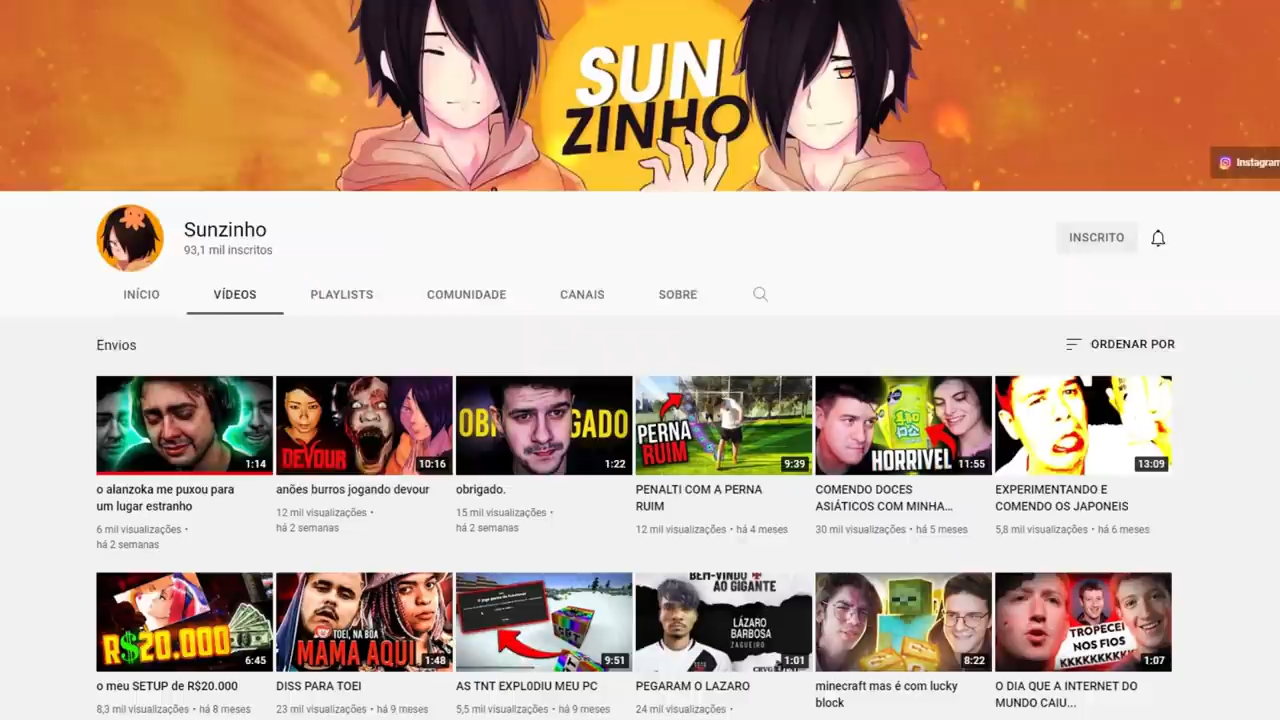 SUN
ZINHO
Instagram
Sunzinho
93,1 mil inscritos
INSCRITO
INÍCIO
VÍDEOS
PLAYLISTS
COMUNIDADE
CANAIS
SOBRE
Envios
ORDENAR POR
1:14
DEVOUR
10:16
OBRI
GADO
1:22
PERNA
RUIM
9:39
HORRÍVEL
11:55
13:09
o alanzoka me puxou para
um lugar estranho
6 mil visualizações •
há 2 semanas
anões burros jogando devour
12 mil visualizações •
há 2 semanas
obrigado.
15 mil visualizações •
há 2 semanas
PENALTI COM A PERNA
RUIM
12 mil visualizações • há 4 meses
COMENDO DOCES
ASIÁTICOS COM MINHA...
30 mil visualizações • há 5 meses
EXPERIMENTANDO E
COMENDO OS JAPONEIS
5,8 mil visualizações • há 6 meses
R$20.000
6:45
TOEI, NA BOA
MAMA AQUI
1:48
9:51
BEM-VINDO
AO GIGANTE
LÁZARO
BARBOSA
ZAGUEIRO
1:01
8:22
TROPECEI
NOS FIOS
KKKKKKKKK
1:07
o meu SETUP de R$20.000
8,3 mil visualizações • há 8 meses
DISS PARA TOEI
23 mil visualizações • há 9 meses
AS TNT EXPL0DIU MEU PC
5,5 mil visualizações • há 9 meses
PEGARAM O LAZARO
24 mil visualizações •
minecraft mas é com lucky
block
O DIA QUE A INTERNET DO
MUNDO CAIU...